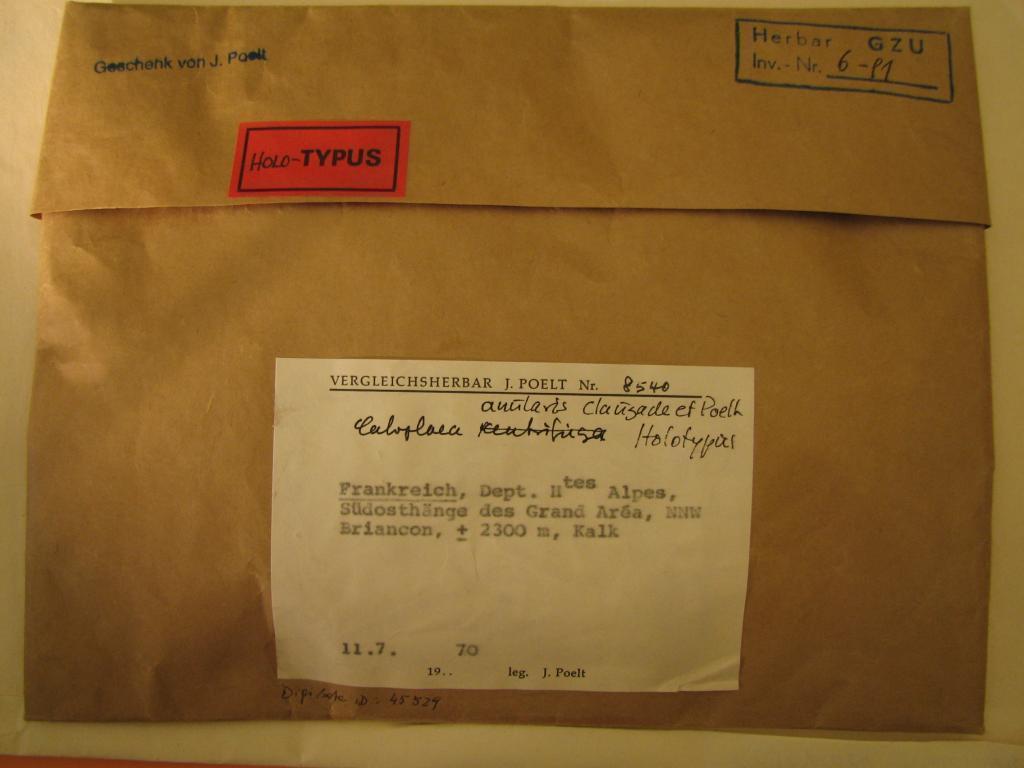 Geschenk von J. Poelt
Herbar GZU
Inv.-Nr. 6-91
HOLO-TYPUS
VERGLEICHSHERBAR J. POELT Nr. 8540
anularis Clauzade et Poelt
Caloplaca centrifuga Holotypus
Frankreich, Dept. Htes Alpes,
Südosthänge des Grand Aréa, NNW
Briancon, ± 2300 m, Kalk
11.7. 70
19.. leg. J. Poelt
ID: 45529